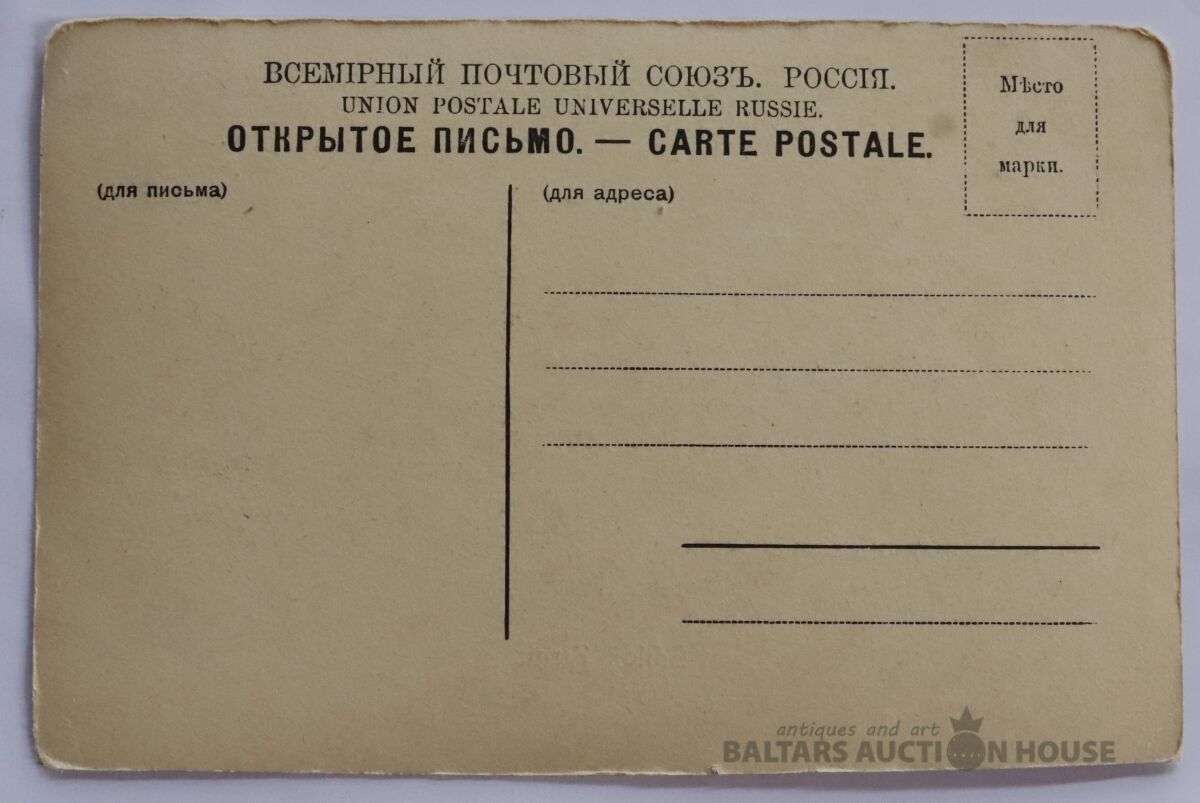 ВСЕМІРНЫЙ ПОЧТОВЫЙ СОЮЗЪ. РОССІЯ.
UNION POSTALE UNIVERSELLE RUSSIE.
ОТКРЫТОЕ ПИСЬМО. — CARTE POSTALE.
Мѣсто
для
марки.
(для письма)
(для адреса)
antiques and art
BALTARS AUCTION HOUSE